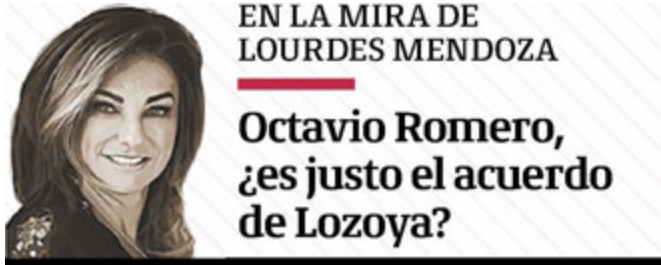 EN LA MIRA DE
LOURDES MENDOZA
Octavio Romero,
¿es justo el acuerdo
de Lozoya?